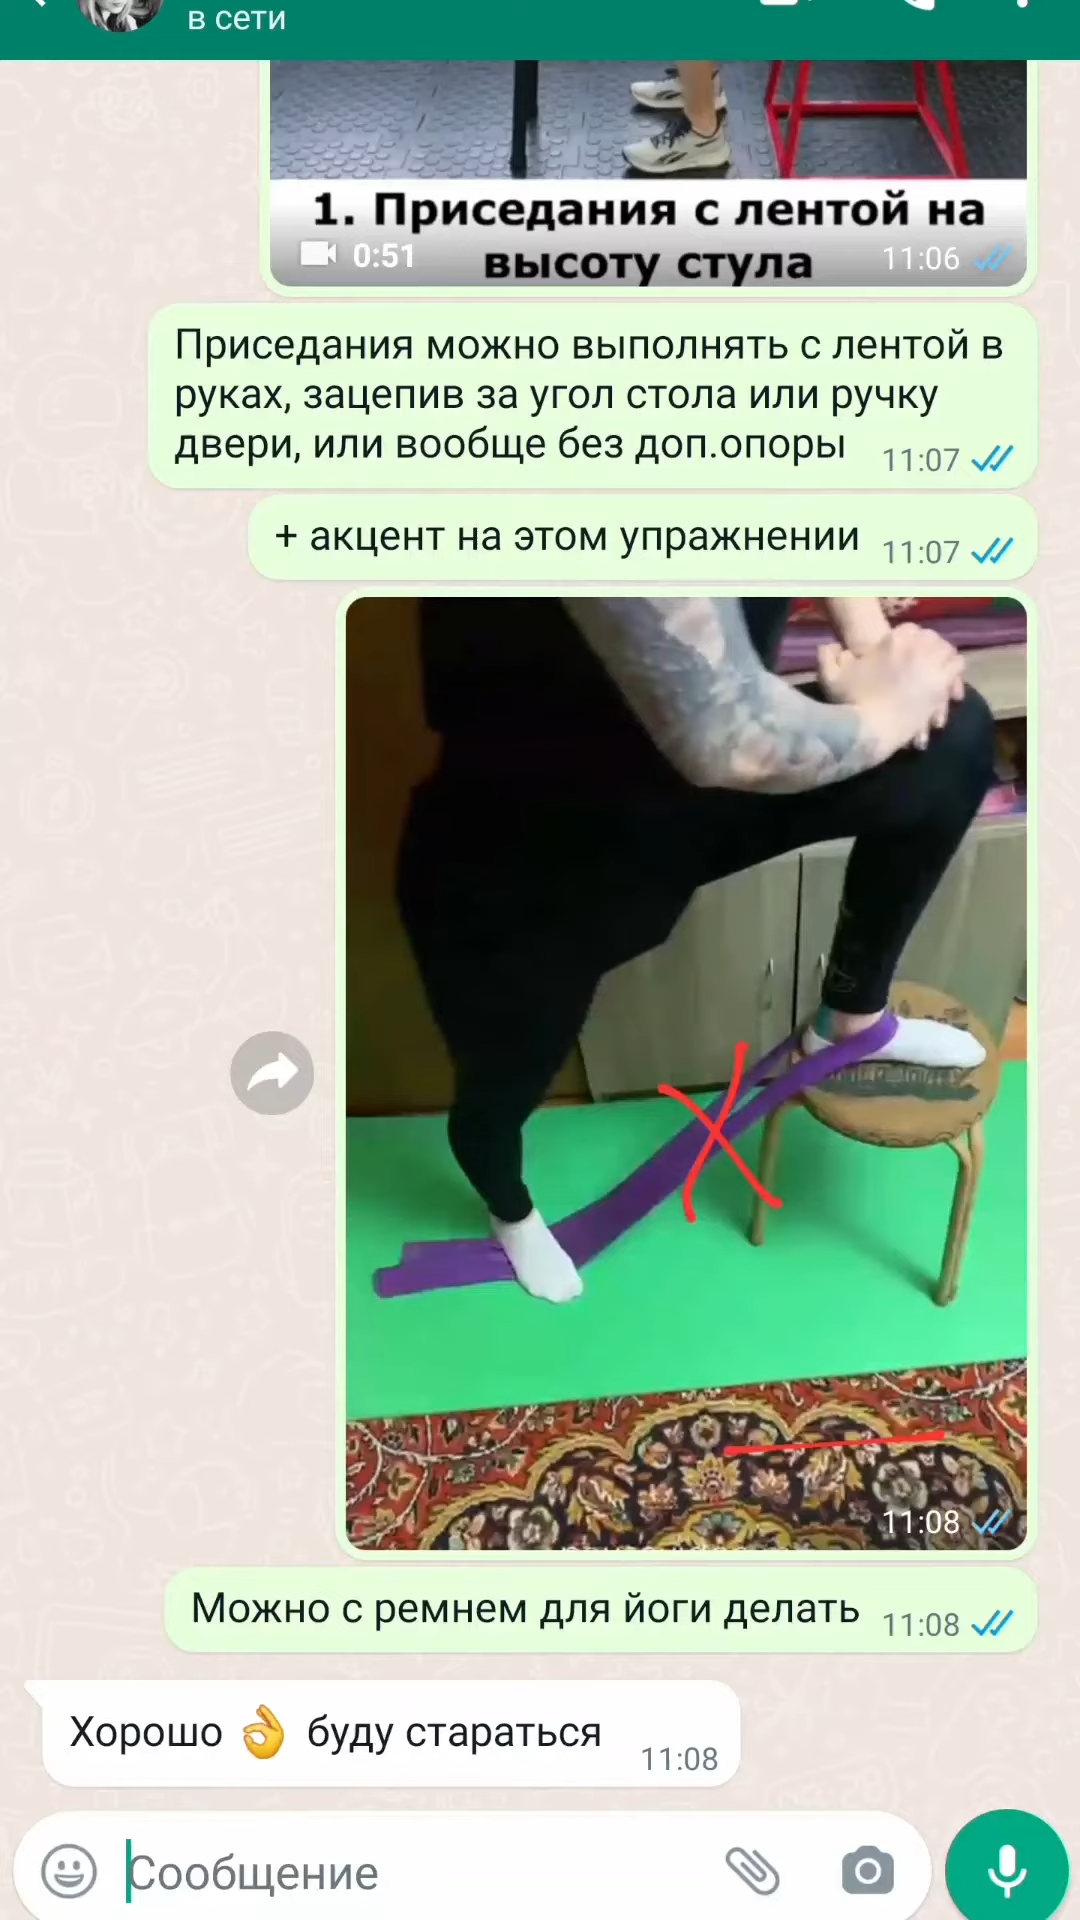 в сети
1. Приседания с лентой на
высоту стула
0:51
11:06
Приседания можно выполнять с лентой в
руках, зацепив за угол стола или ручку
двери, или вообще без доп.опоры
11:07
+ акцент на этом упражнении
11:07
11:08
Можно с ремнем для йоги делать
11:08
Хорошо 👌 буду стараться
11:08
Сообщение